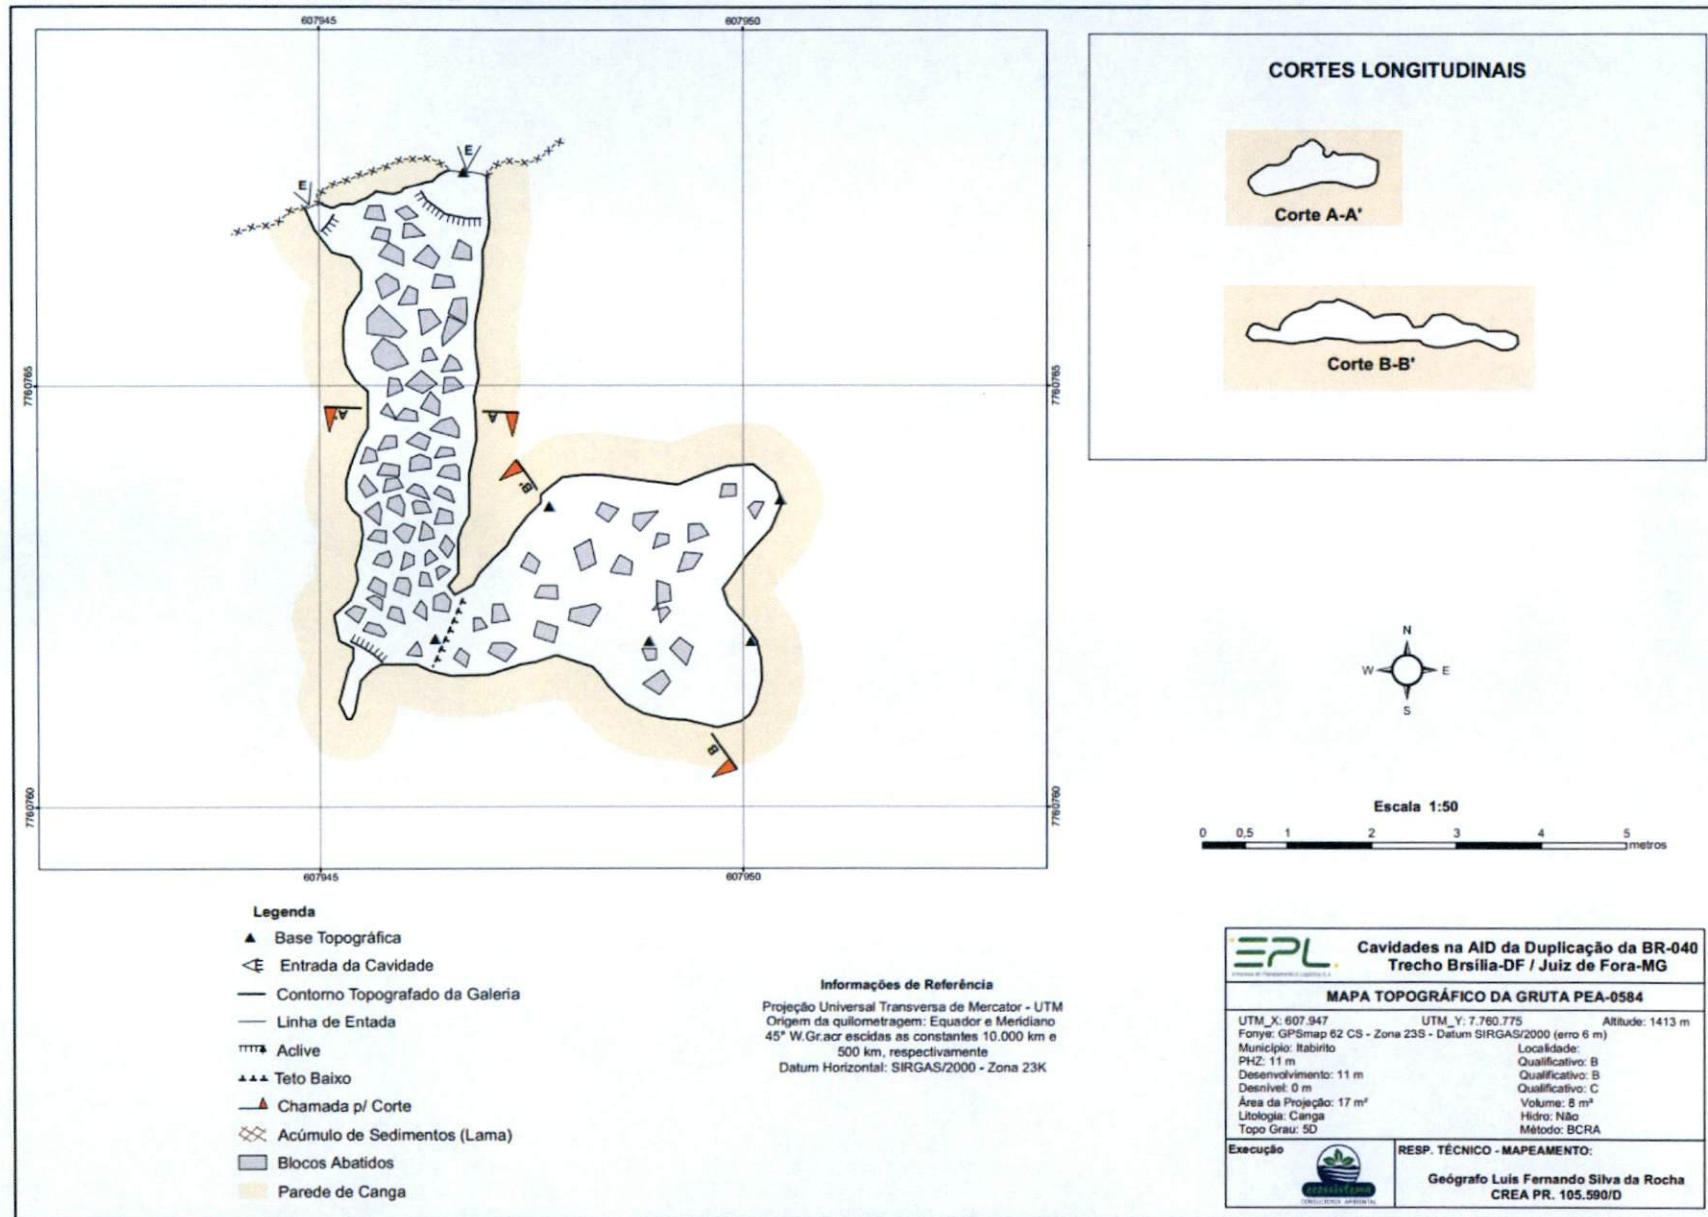 607945
607950
E
E
7760765
7760765
A'
A
B'
B
7760760
7760760
607945
607950
CORTES LONGITUDINAIS
Corte A-A'
Corte B-B'
N
W
E
S
Escala 1:50
0 0,5 1 2 3 4 5
metros
Legenda
Base Topográfica
E Entrada da Cavidade
Contorno Topografado da Galeria
Linha de Entada
Aclive
Teto Baixo
Chamada p/ Corte
Acúmulo de Sedimentos (Lama)
Blocos Abatidos
Parede de Canga
Informações de Referência
Projeção Universal Transversa de Mercator - UTM
Origem da quilometragem: Equador e Meridiano
45° W.Gr.acr escidas as constantes 10.000 km e
500 km, respectivamente
Datum Horizontal: SIRGAS/2000 - Zona 23K
EPL
Cavidades na AID da Duplicação da BR-040
Trecho Brsília-DF / Juiz de Fora-MG
MAPA TOPOGRÁFICO DA GRUTA PEA-0584
UTM_X: 607.947 UTM_Y: 7.760.775 Altitude: 1413 m
Fonye: GPSmap 62 CS - Zona 23S - Datum SIRGAS/2000 (erro 6 m)
Município: Itabirito Localidade:
PHZ: 11 m Qualificativo: B
Desenvolvimento: 11 m Qualificativo: B
Desnível: 0 m Qualificativo: C
Área da Projeção: 17 m² Volume: 8 m³
Litologia: Canga Hidro: Não
Topo Grau: 5D Método: BCRA
Execução
ecossistema
CONSULTORIA AMBIENTAL
RESP. TÉCNICO - MAPEAMENTO:
Geógrafo Luis Fernando Silva da Rocha
CREA PR. 105.590/D